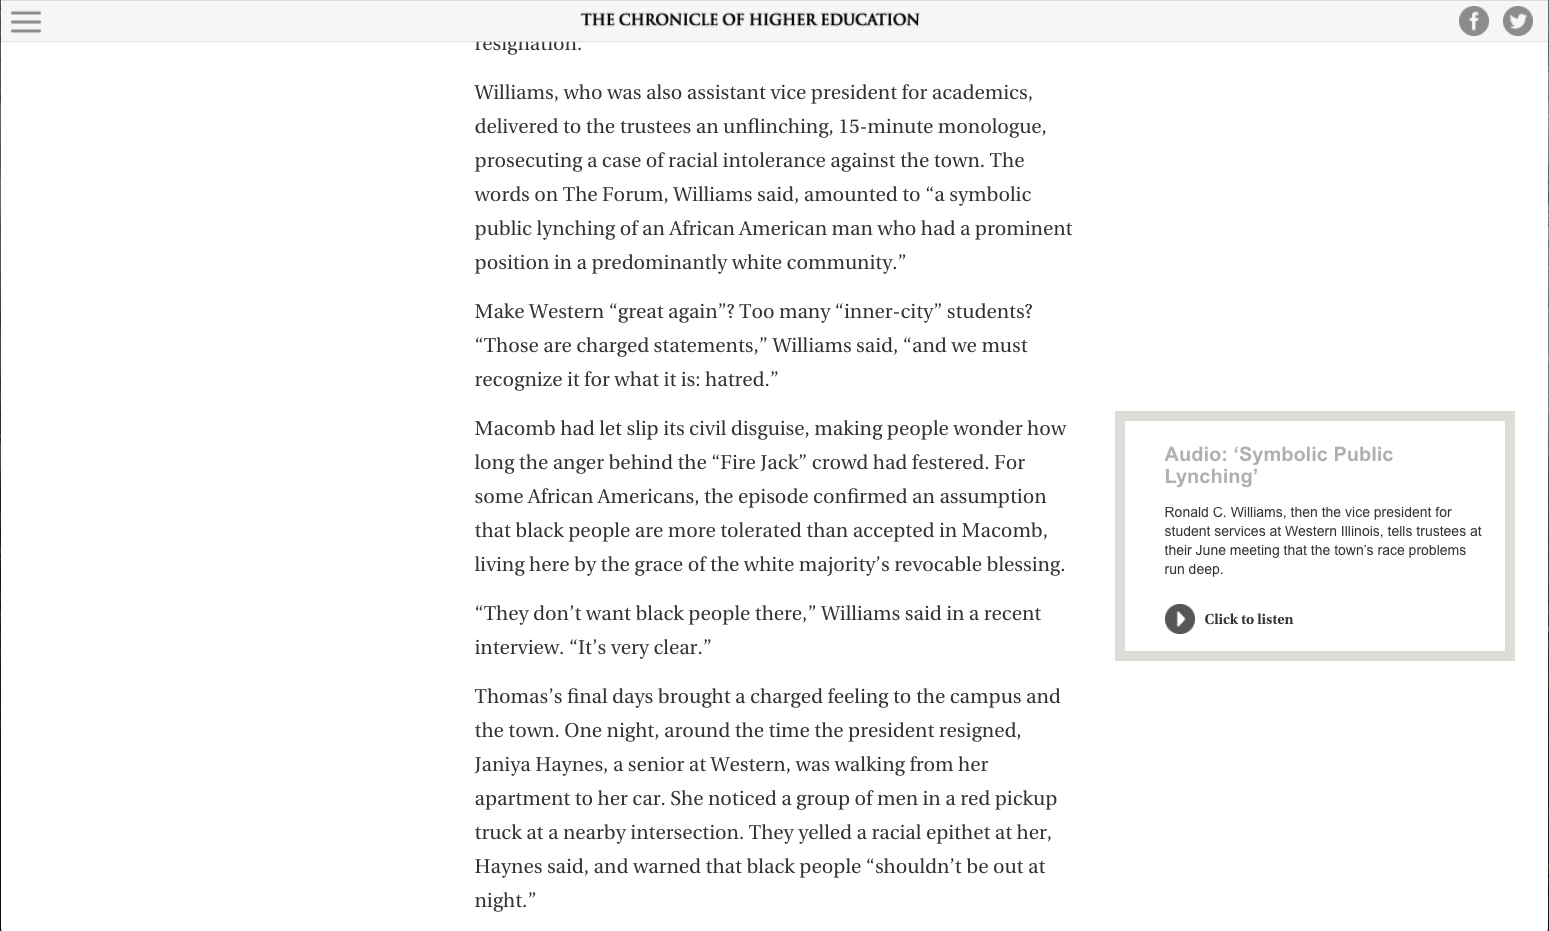 THE CHRONICLE OF HIGHER EDUCATION
resignation.
Williams, who was also assistant vice president for academics,
delivered to the trustees an unflinching, 15-minute monologue,
prosecuting a case of racial intolerance against the town. The
words on The Forum, Williams said, amounted to “a symbolic
public lynching of an African American man who had a prominent
position in a predominantly white community.”
Make Western “great again”? Too many “inner-city” students?
“Those are charged statements,” Williams said, “and we must
recognize it for what it is: hatred.”
Macomb had let slip its civil disguise, making people wonder how
long the anger behind the “Fire Jack” crowd had festered. For
some African Americans, the episode confirmed an assumption
that black people are more tolerated than accepted in Macomb,
living here by the grace of the white majority’s revocable blessing.
“They don’t want black people there,” Williams said in a recent
interview. “It’s very clear.”
Thomas’s final days brought a charged feeling to the campus and
the town. One night, around the time the president resigned,
Janiya Haynes, a senior at Western, was walking from her
apartment to her car. She noticed a group of men in a red pickup
truck at a nearby intersection. They yelled a racial epithet at her,
Haynes said, and warned that black people “shouldn’t be out at
night.”
Audio: ‘Symbolic Public
Lynching’
Ronald C. Williams, then the vice president for
student services at Western Illinois, tells trustees at
their June meeting that the town’s race problems
run deep.
Click to listen